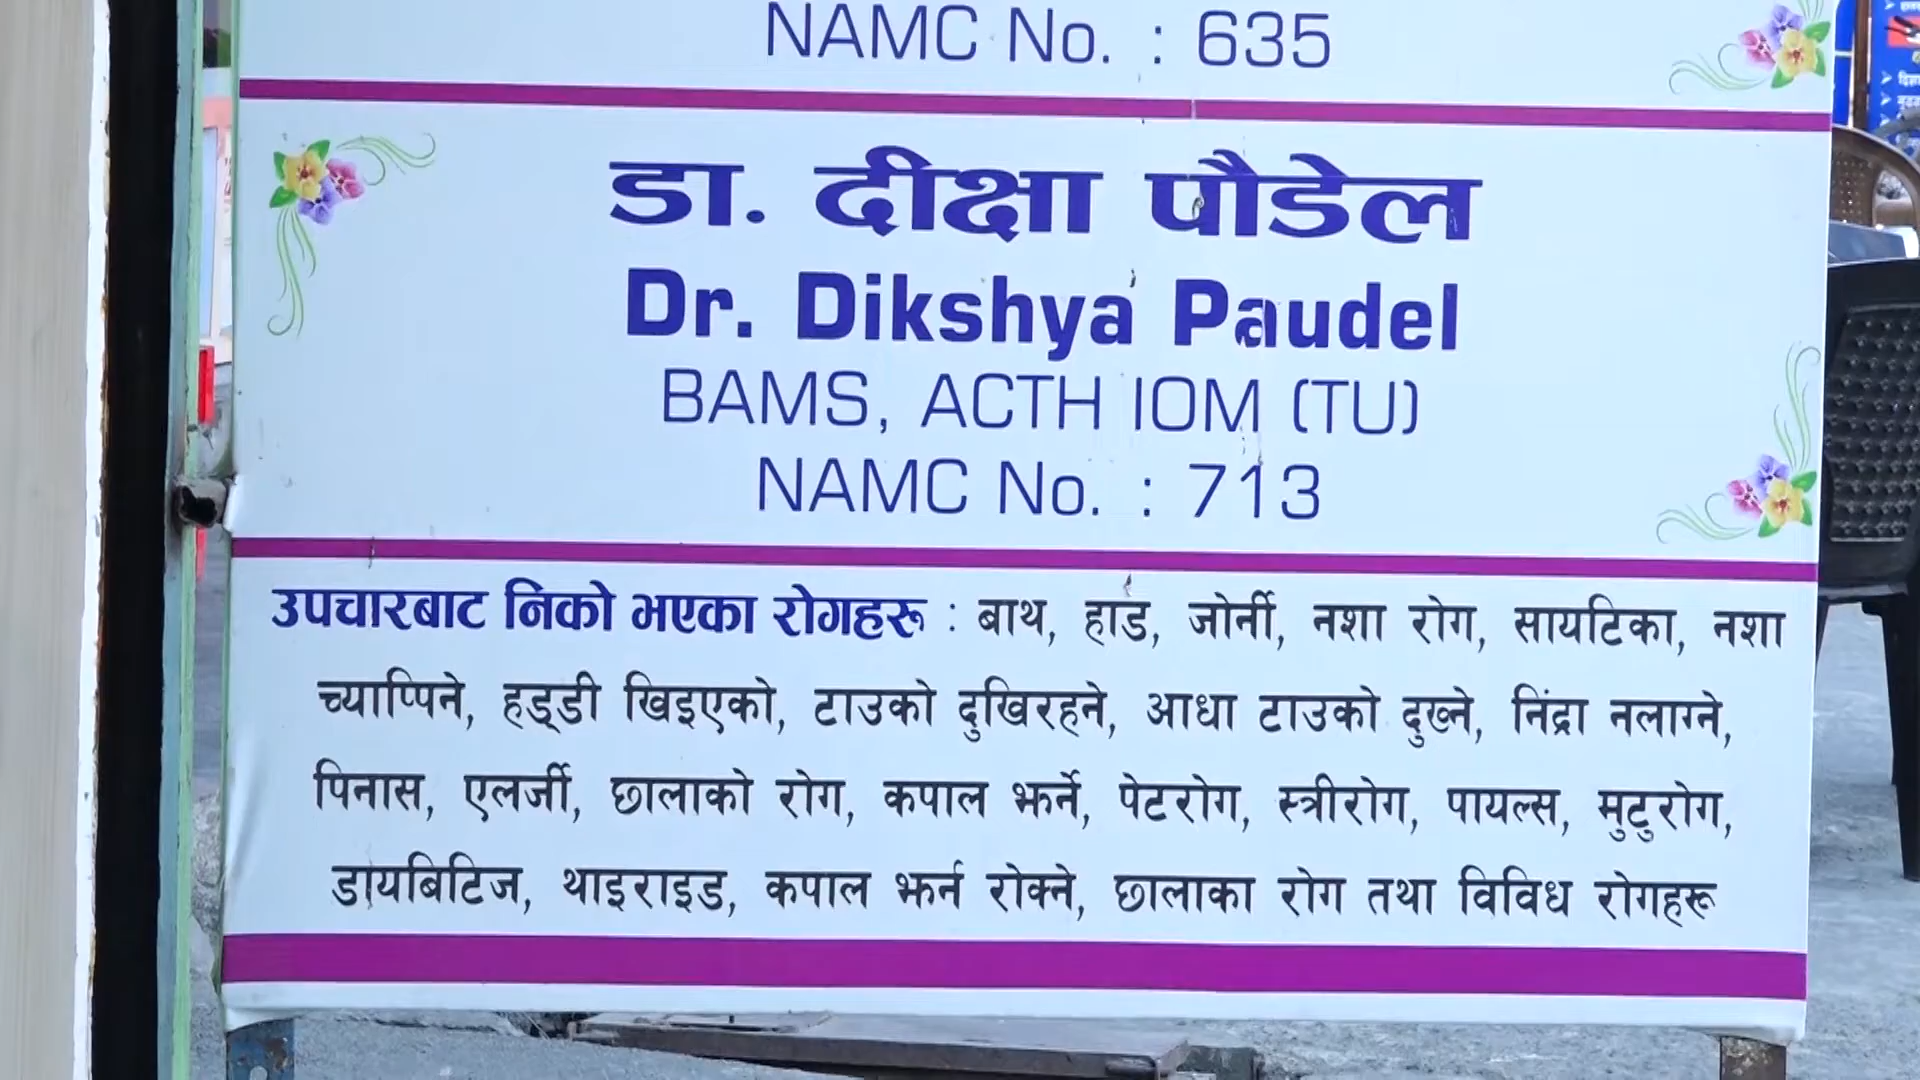 NAMC No. : 635
डा. दीक्षा पौडेल
Dr. Dikshya Paudel
BAMS, ACTH IOM (TU)
NAMC No. : 713
उपचारबाट निको भएका रोगहरू : बाथ, हाड, जोर्नी, नशा रोग, सायटिका, नशा
च्याप्पिने, हड्डी खिइएको, टाउको दुखिरहने, आधा टाउको दुख्ने, निंद्रा नलाग्ने,
पिनास, एलर्जी, छालाको रोग, कपाल झर्ने, पेटरोग, स्त्रीरोग, पायल्स, मुटुरोग,
डायबिटिज, थाइराइड, कपाल झर्न रोक्ने, छालाका रोग तथा विविध रोगहरू